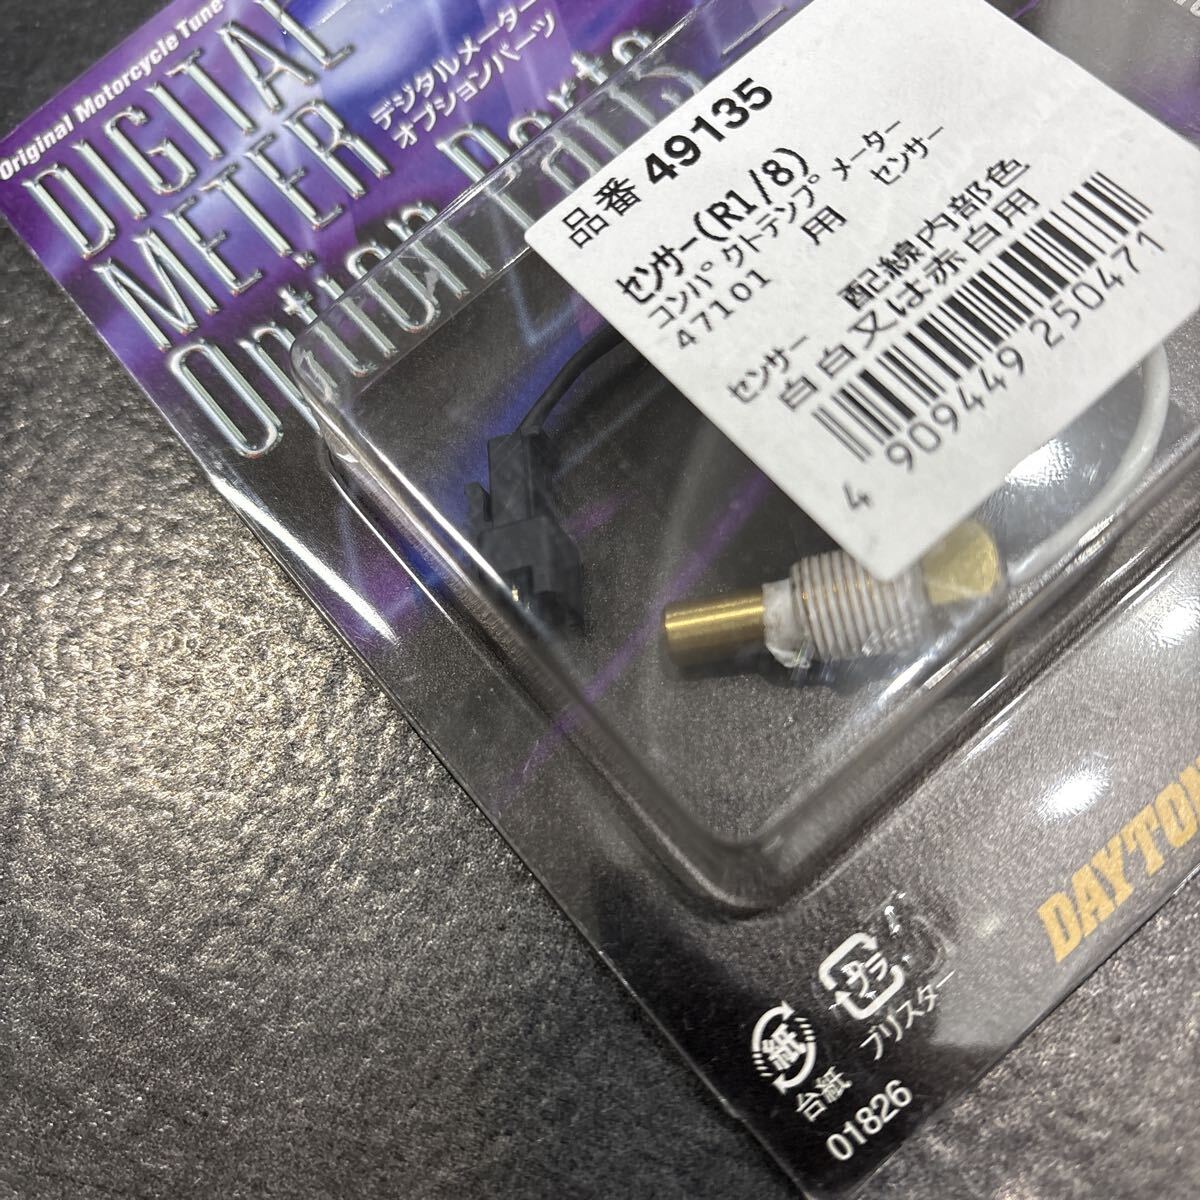 Original Motorcycle Tune
DIGITAL
METER
Option Parts
デジタルメーター
オプションパーツ
品番 49135
センサー(R1/8)
コンパクトテンプ メーター
47101 用 センサー
センサー 配線内部色
白白又は赤白用
4 909449 250471
DAYTON
プラ
ブリスター
紙
台紙
01826